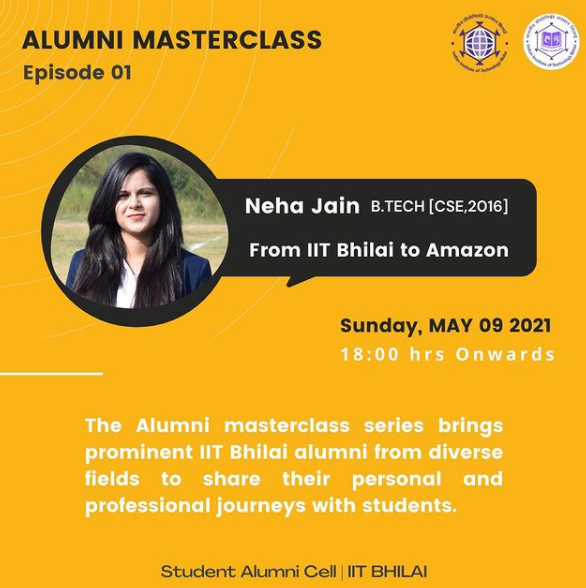 ALUMNI MASTERCLASS
Episode 01
Neha Jain B.TECH [CSE,2016]
From IIT Bhilai to Amazon
Sunday, MAY 09 2021
18:00 hrs Onwards
The Alumni masterclass series brings
prominent IIT Bhilai alumni from diverse
fields to share their personal and
professional journeys with students.
Student Alumni Cell | IIT BHILAI